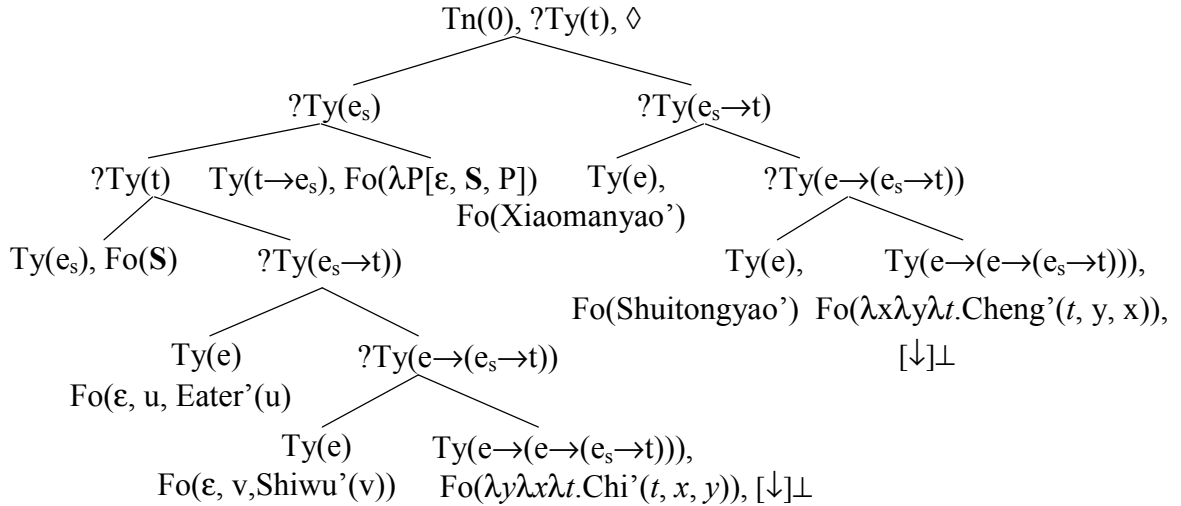 Tn(0), ?Ty(t), ◊
?Ty(eₛ) ?Ty(eₛ→t)
?Ty(t) Ty(t→eₛ), Fo(λP[ε, S, P]) Ty(e), ?Ty(e→(eₛ→t))
Fo(Xiaomanyao’)
Ty(eₛ), Fo(S) ?Ty(eₛ→t)) Ty(e), Ty(e→(e→(eₛ→t))),
Fo(Shuitongyao’) Fo(λxλyλt.Cheng’(t, y, x)),
Ty(e) ?Ty(e→(eₛ→t)) [↓]⊥
Fo(ε, u, Eater’(u)
Ty(e) Ty(e→(e→(eₛ→t))),
Fo(ε, v,Shiwu’(v)) Fo(λyλxλt.Chi’(t, x, y)), [↓]⊥